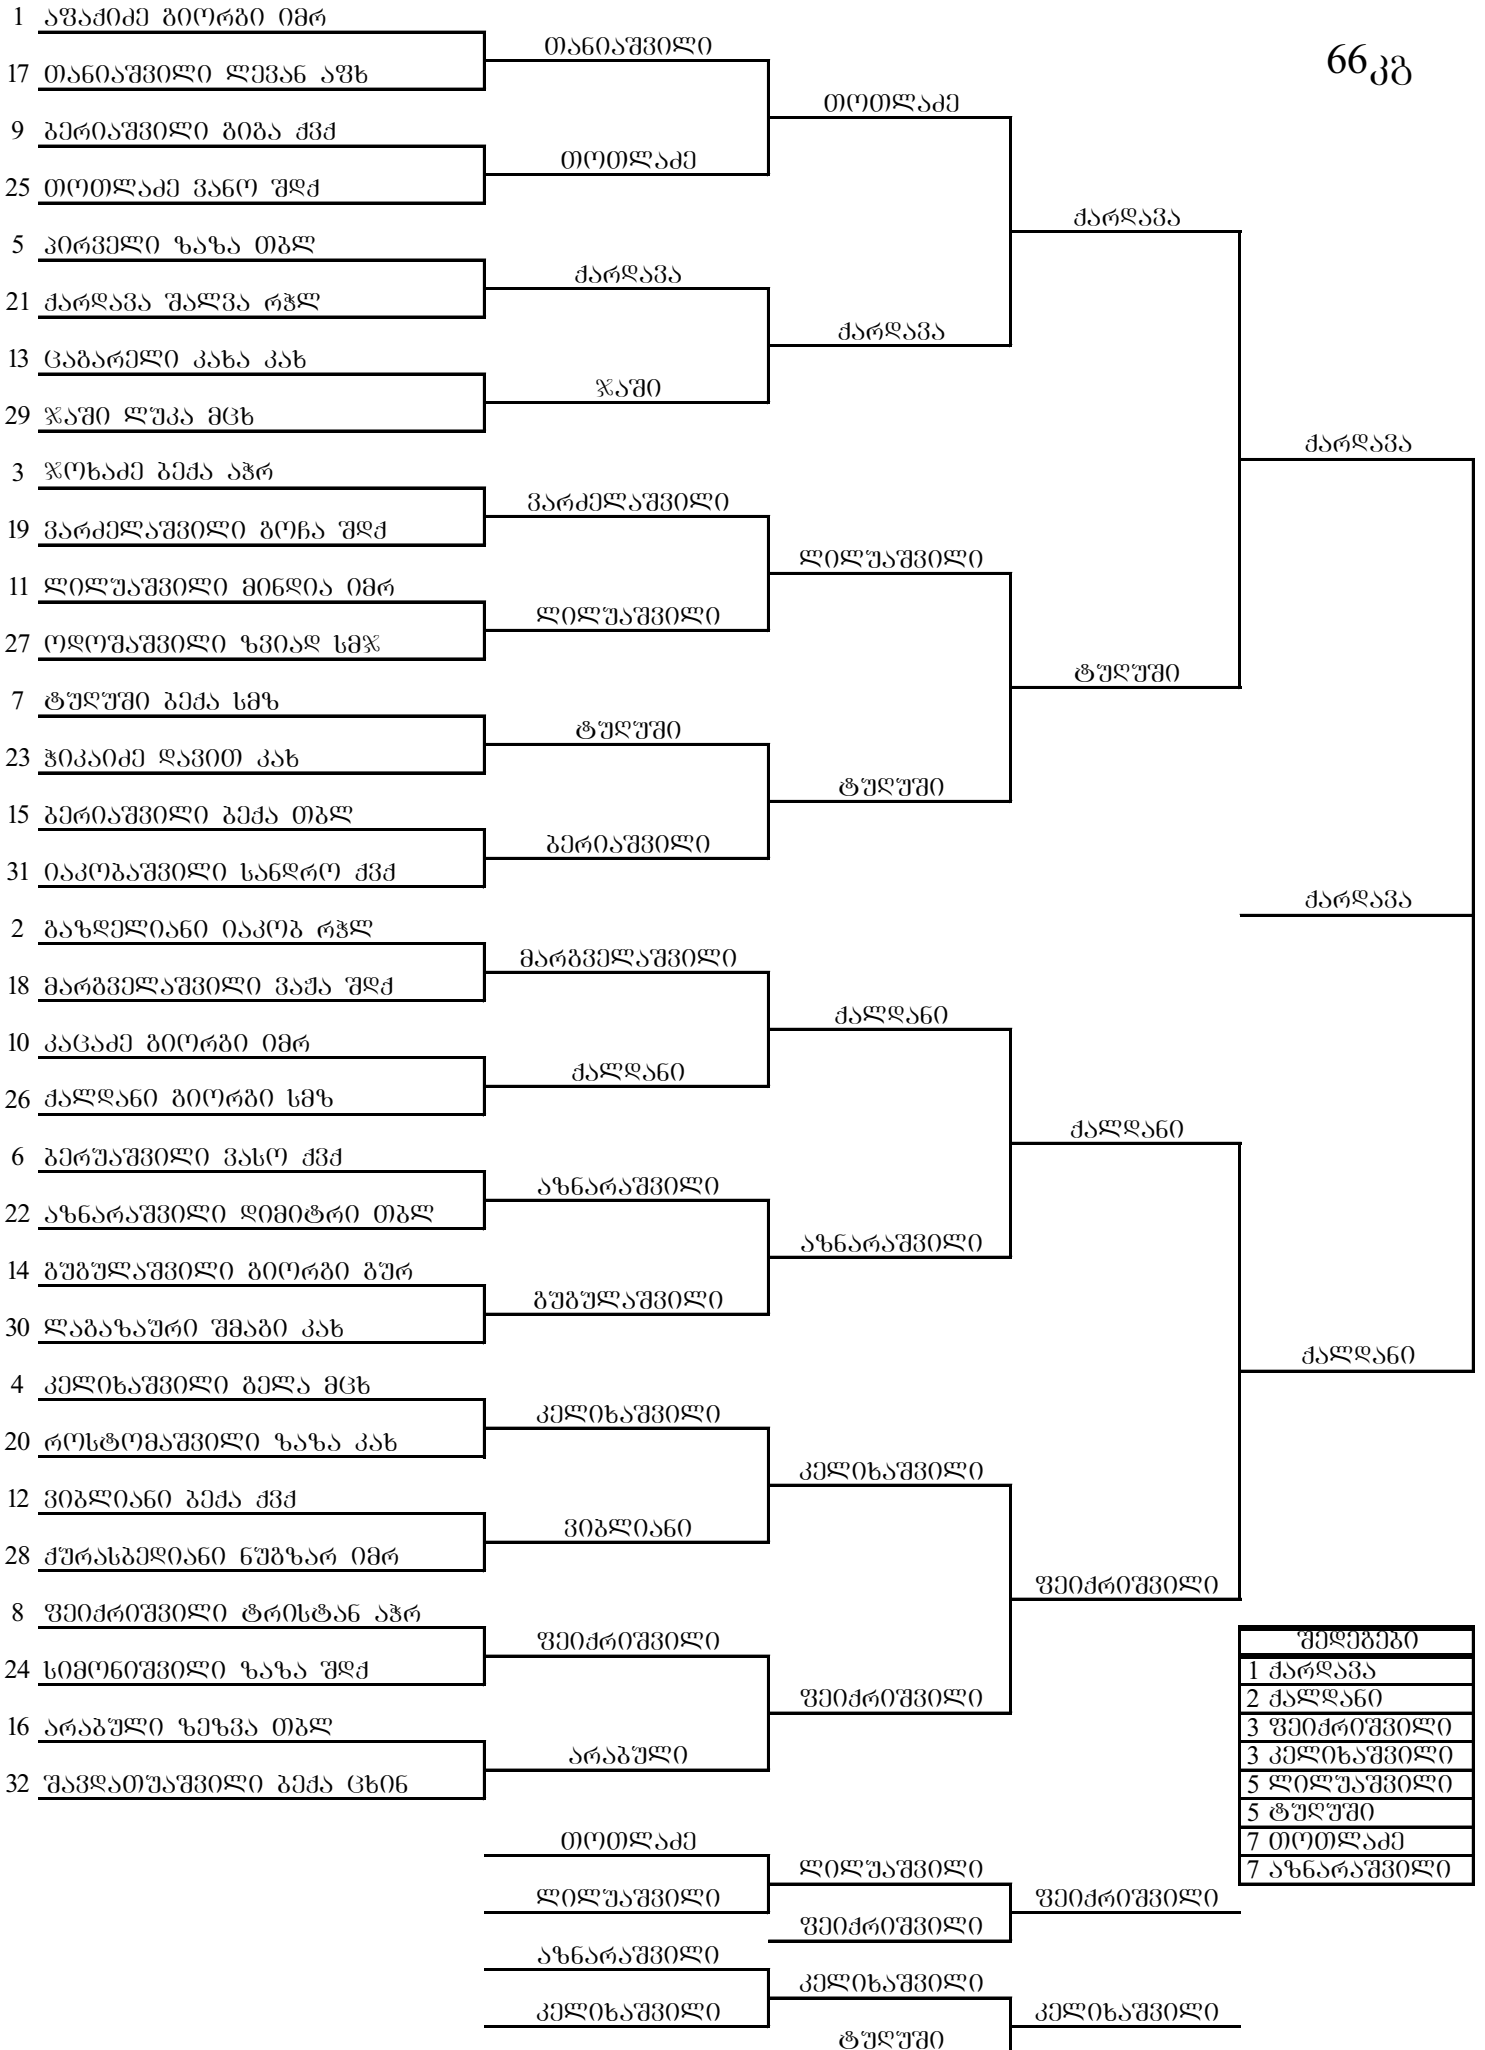 66კგ
1 აფაქიძე გიორგი იმრ
17 თანიაშვილი ლევან აფხ
9 ბერიაშვილი გიგა ქვქ
25 თოთლაძე ვანო შდქ
5 პირველი ზაზა თბლ
21 ქარდავა შალვა რჭლ
13 ცაგარელი კახა კახ
29 ჯაში ლუკა მცხ
3 ჯოხაძე ბექა აჭრ
19 ვარძელაშვილი გოჩა შდქ
11 ლილუაშვილი მინდია იმრ
27 ოდოშაშვილი ზვიად სმჯ
7 ტუღუში ბექა სმზ
23 ჭიკაიძე დავით კახ
15 ბერიაშვილი ბექა თბლ
31 იაკობაშვილი სანდრო ქვქ
2 გაზდელიანი იაკობ რჭლ
18 მარგველაშვილი ვაჟა შდქ
10 კაცაძე გიორგი იმრ
26 ქალდანი გიორგი სმზ
6 ბერუაშვილი ვასო ქვქ
22 აზნარაშვილი დიმიტრი თბლ
14 გუგულაშვილი გიორგი გურ
30 ლაგაზაური შმაგი კახ
4 კელიხაშვილი გელა მცხ
20 როსტომაშვილი ზაზა კახ
12 ვიბლიანი ბექა ქვქ
28 ქურასბედიანი ნუგზარ იმრ
8 ფეიქრიშვილი ტრისტან აჭრ
24 სიმონიშვილი ზაზა შდქ
16 არაბული ზეზვა თბლ
32 შავდათუაშვილი ბექა ცხინ
თანიაშვილი
თოთლაძე
ქარდავა
ჯაში
ვარძელაშვილი
ლილუაშვილი
ტუღუში
ბერიაშვილი
მარგველაშვილი
ქალდანი
აზნარაშვილი
გუგულაშვილი
კელიხაშვილი
ვიბლიანი
ფეიქრიშვილი
არაბული
თოთლაძე
ქარდავა
ლილუაშვილი
ტუღუში
ქალდანი
აზნარაშვილი
კელიხაშვილი
ფეიქრიშვილი
ქარდავა
ტუღუში
ქალდანი
ფეიქრიშვილი
ქარდავა
ქალდანი
ქარდავა
შედეგები
1 ქარდავა
2 ქალდანი
3 ფეიქრიშვილი
3 კელიხაშვილი
5 ლილუაშვილი
5 ტუღუში
7 თოთლაძე
7 აზნარაშვილი
თოთლაძე
ლილუაშვილი
ლილუაშვილი
ფეიქრიშვილი
ფეიქრიშვილი
აზნარაშვილი
კელიხაშვილი
კელიხაშვილი
ტუღუში
კელიხაშვილი